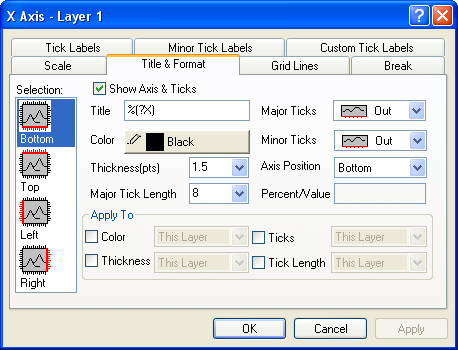 X Axis - Layer 1
Tick Labels Minor Tick Labels Custom Tick Labels
Scale Title & Format Grid Lines Break
Selection:
Bottom
Top
Left
Right
Show Axis & Ticks
Title %(?X) Major Ticks Out
Color Black Minor Ticks Out
Thickness(pts) 1.5 Axis Position Bottom
Major Tick Length 8 Percent/Value
Apply To
Color This Layer Ticks This Layer
Thickness This Layer Tick Length This Layer
OK Cancel Apply